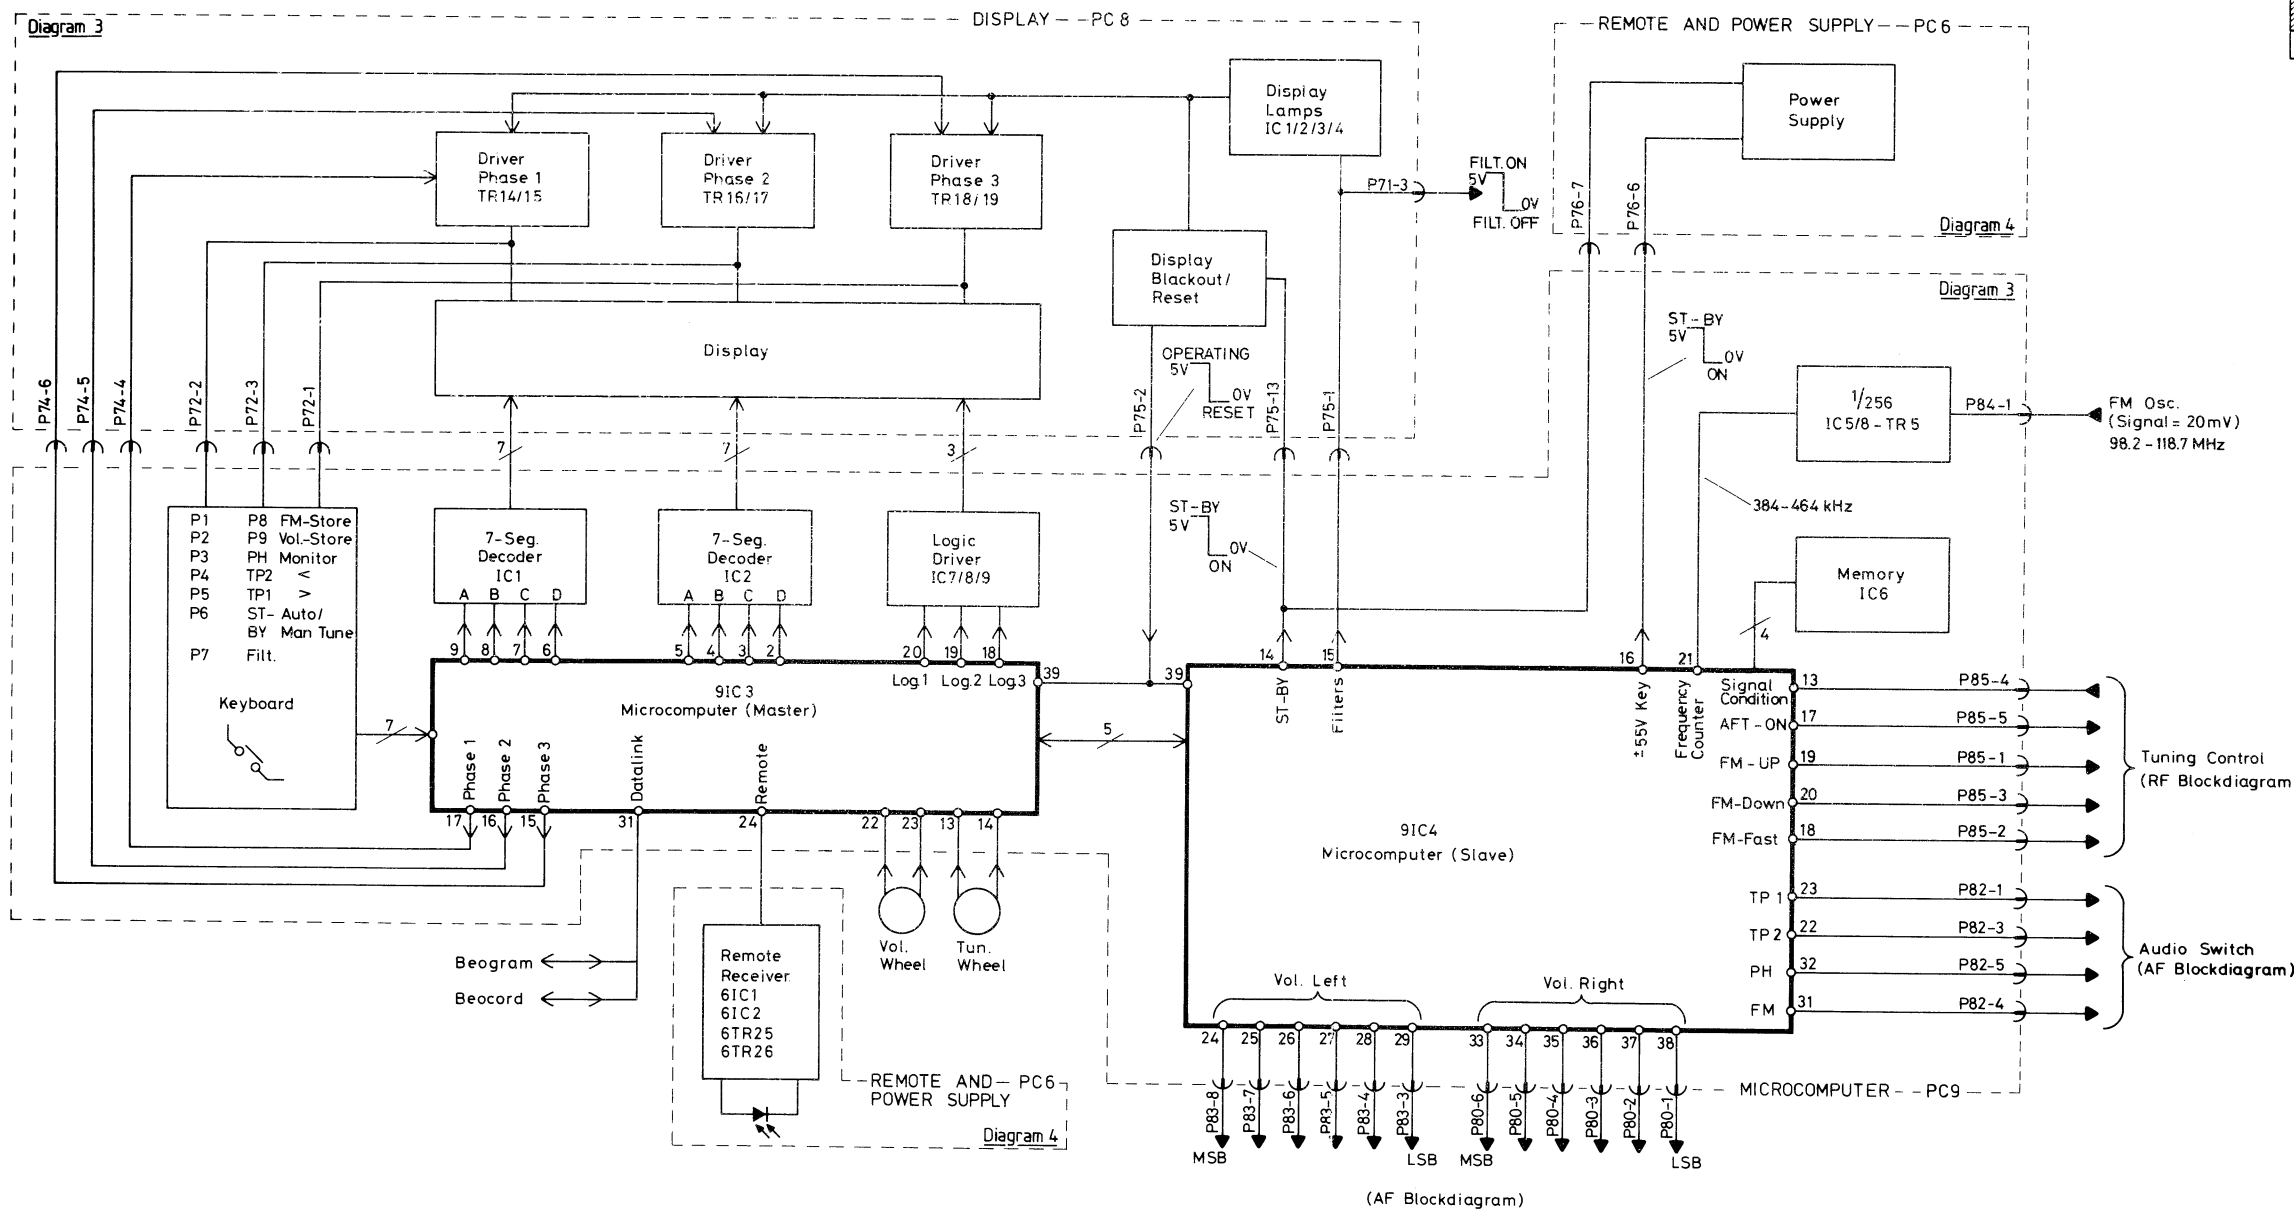 Diagram 3
DISPLAY — PC 8
REMOTE AND POWER SUPPLY — PC 6
Display
Lamps
IC 1/2/3/4
Power
Supply
Driver
Phase 1
TR14/15
Driver
Phase 2
TR16/17
Driver
Phase 3
TR18/19
P71-3
FILT. ON
5V
0V
FILT. OFF
P76-7
P76-6
Diagram 4
Display
Blackout/
Reset
Diagram 3
Display
OPERATING
5V
0V
RESET
ST-BY
5V
0V
ON
P74-6
P74-5
P74-4
P72-2
P72-3
P72-1
P75-2
P75-13
P75-1
1/256
IC5/8 - TR 5
P84-1
FM Osc.
(Signal = 20mV)
98.2 – 118.7 MHz
7
7
3
384-464 kHz
P1 P8 FM-Store
P2 P9 Vol.-Store
P3 PH Monitor
P4 TP2 <
P5 TP1 >
P6 ST- Auto/
BY Man Tune
P7 Filt.
Keyboard
7-Seg.
Decoder
IC1
A B C D
7-Seg.
Decoder
IC2
A B C D
Logic
Driver
IC7/8/9
ST-BY
5V
0V
ON
Memory
IC6
4
9 8 7 6 5 4 3 2 20 19 18
Log.1 Log.2 Log.3
39
39
14 15 16 21
9IC3
Microcomputer (Master)
7
5
Phase 1
Phase 2
Phase 3
Datalink
Remote
17 16 15 31 24 22 23 13 14
ST-BY
Filters
±55V Key
Frequency
Counter
Signal
Condition
13 P85-4
AFT-ON 17 P85-5
FM-UP 19 P85-1
FM-Down 20 P85-3
FM-Fast 18 P85-2
Tuning Control
(RF Blockdiagram
9IC4
Microcomputer (Slave)
TP 1 23 P82-1
TP 2 22 P82-3
PH 32 P82-5
FM 31 P82-4
Audio Switch
(AF Blockdiagram)
Vol.
Wheel
Tun.
Wheel
Beogram
Beocord
Remote
Receiver
6IC1
6IC2
6TR25
6TR26
REMOTE AND — PC6
POWER SUPPLY
Diagram 4
Vol. Left
Vol. Right
24 25 26 27 28 29 33 34 35 36 37 38
P83-8
P83-7
P83-6
P83-5
P83-4
P83-3
P80-6
P80-5
P80-4
P80-3
P80-2
P80-1
MICROCOMPUTER — PC9
MSB LSB MSB LSB
(AF Blockdiagram)